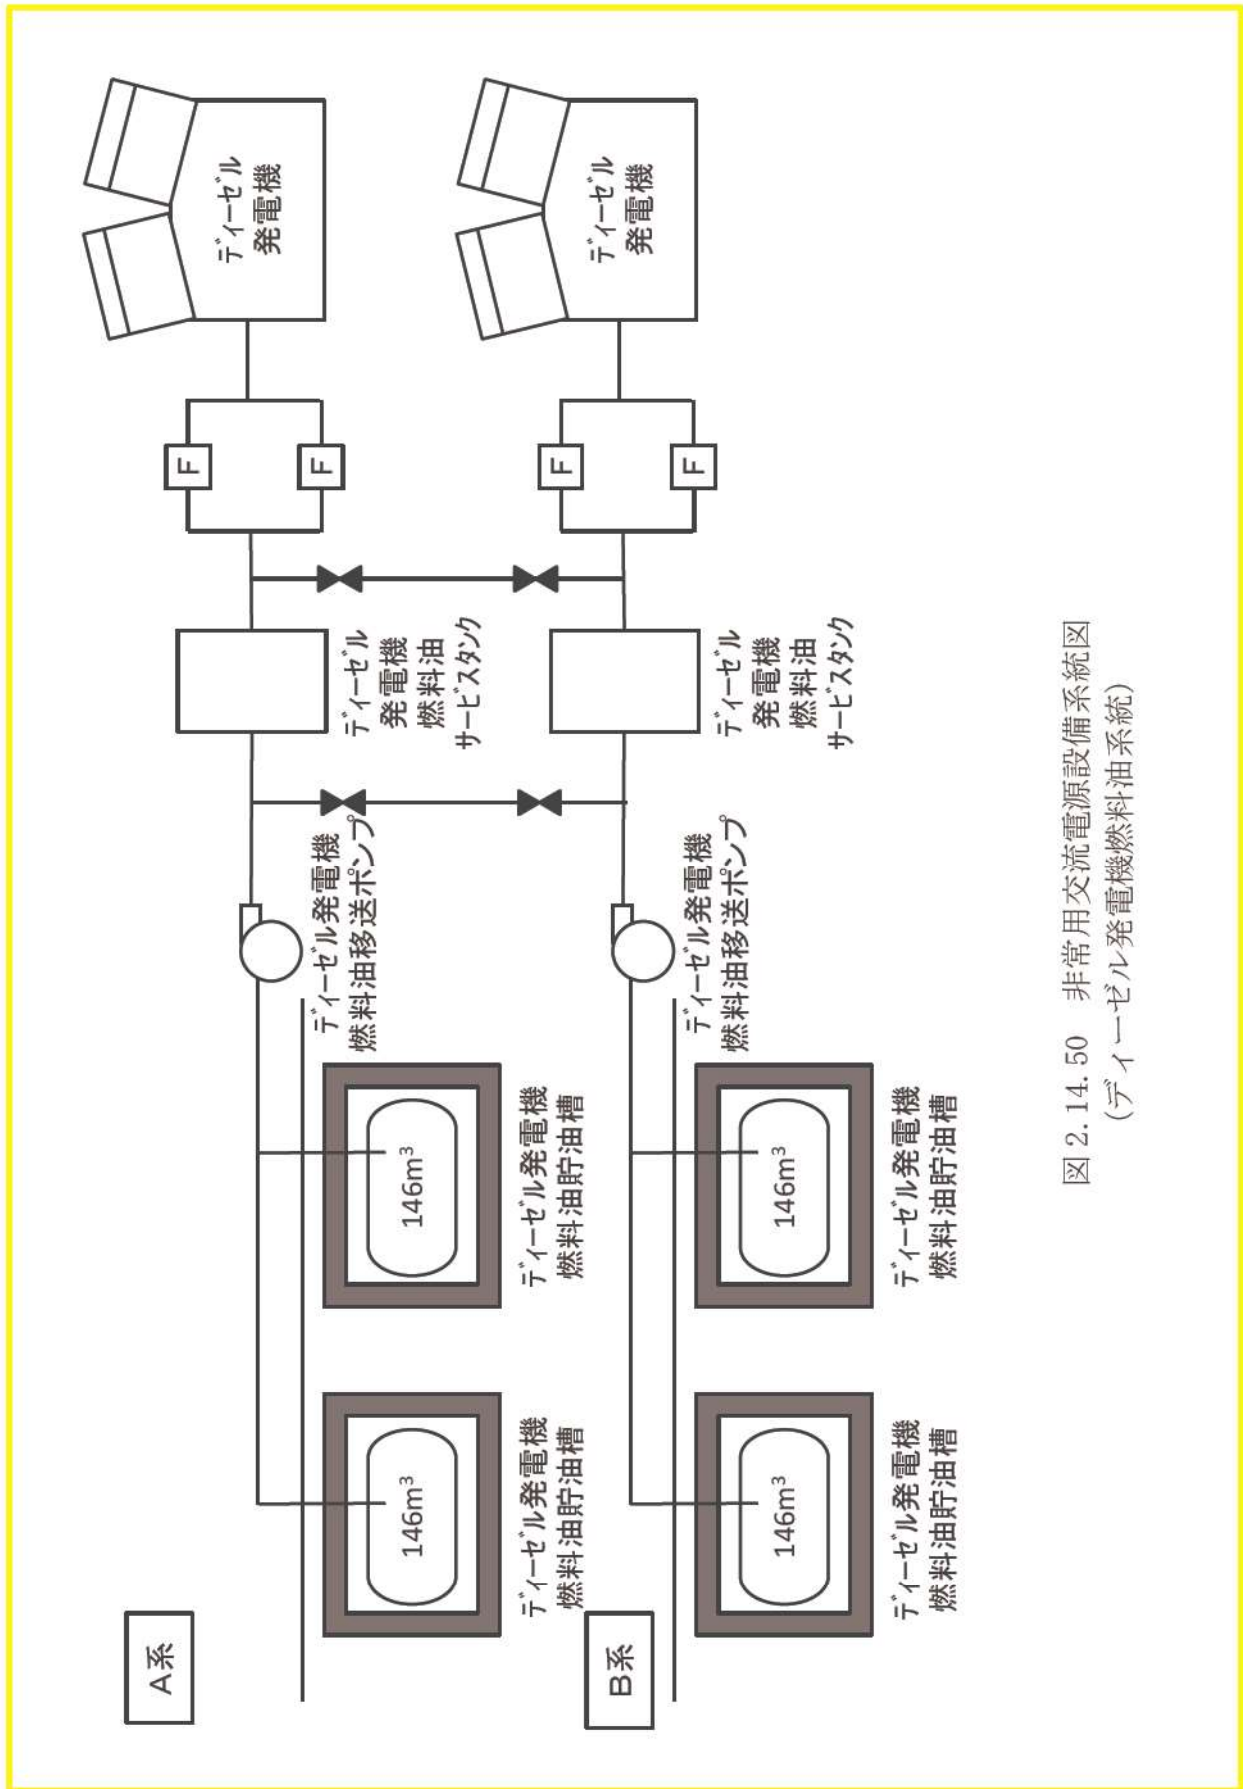 A系
146m³
ディーゼル発電機
燃料油貯油槽
146m³
ディーゼル発電機
燃料油貯油槽
ディーゼル発電機
燃料油移送ポンプ
ディーゼル
発電機
燃料油
サービスタンク
F
F
ディーゼル
発電機
B系
146m³
ディーゼル発電機
燃料油貯油槽
146m³
ディーゼル発電機
燃料油貯油槽
ディーゼル発電機
燃料油移送ポンプ
ディーゼル
発電機
燃料油
サービスタンク
F
F
ディーゼル
発電機
図2.14.50　非常用交流電源設備系統図
(ディーゼル発電機燃料油系統)